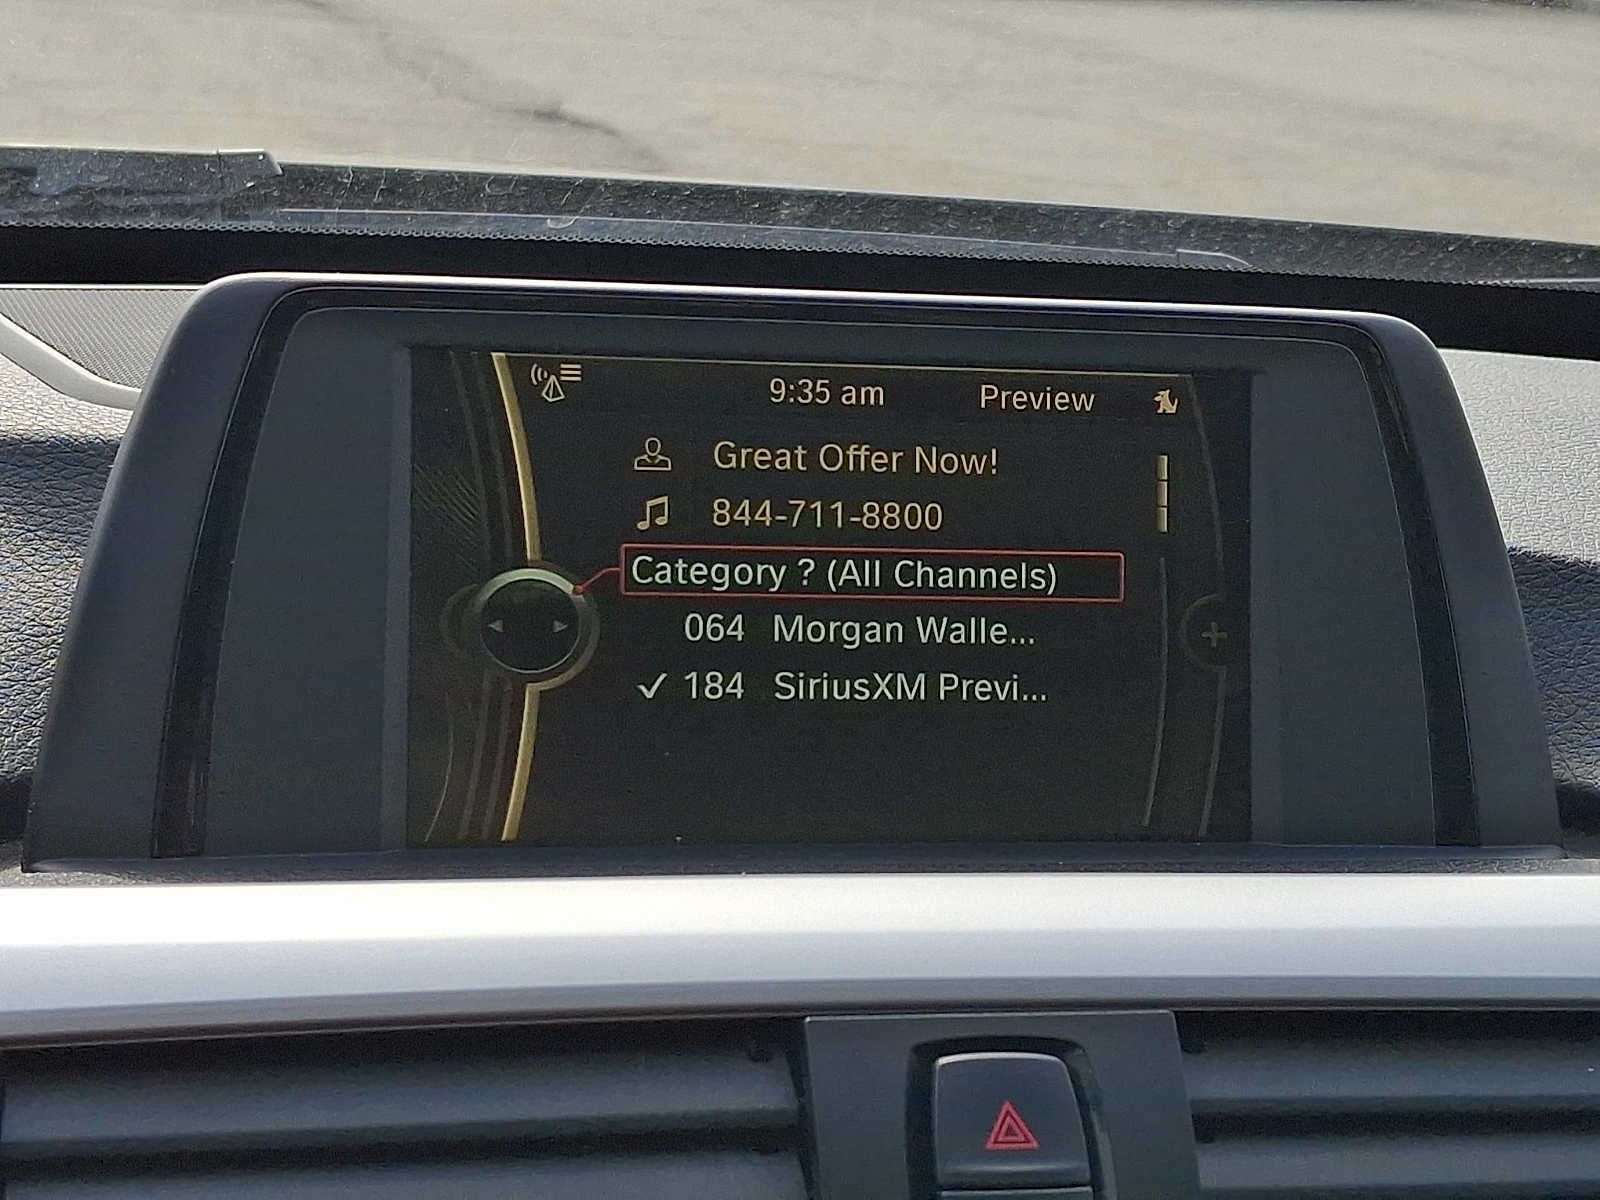 9:35 am Preview
Great Offer Now!
844-711-8800
Category ? (All Channels)
064 Morgan Walle...
✓ 184 SiriusXM Previ...